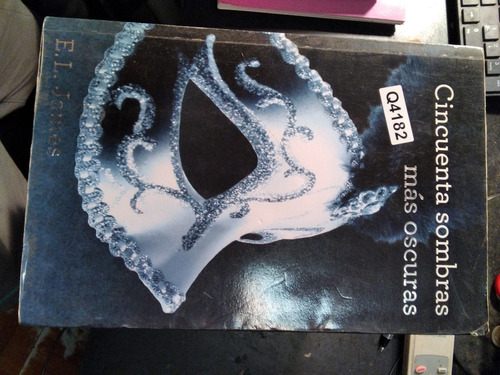 Cincuenta sombras
más oscuras
Q4182
E L James